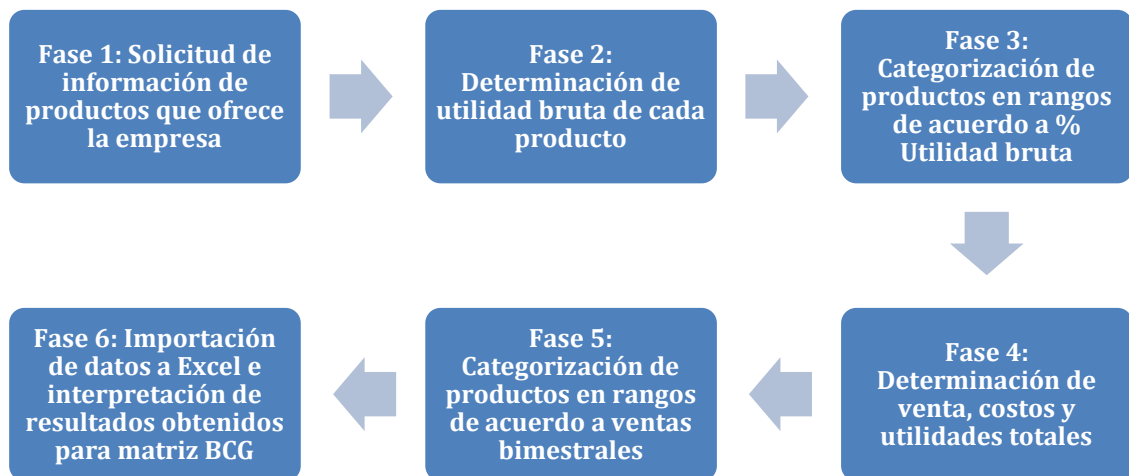 Fase 1: Solicitud de
información de
productos que ofrece
la empresa
Fase 2:
Determinación de
utilidad bruta de cada
producto
Fase 3:
Categorización de
productos en rangos
de acuerdo a %
Utilidad bruta
Fase 4:
Determinación de
venta, costos y
utilidades totales
Fase 5:
Categorización de
productos en rangos
de acuerdo a ventas
bimestrales
Fase 6: Importación
de datos a Excel e
interpretación de
resultados obtenidos
para matriz BCG